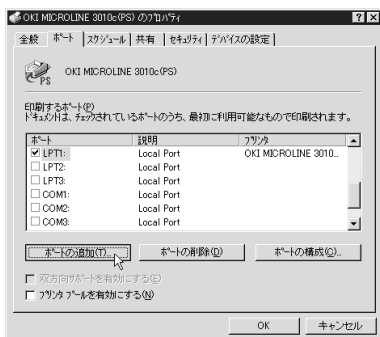 OKI MICROLINE 3010c(PS) のプロパティ
全般 ポート スケジュール 共有 セキュリティ デバイスの設定
PS OKI MICROLINE 3010c(PS)
印刷するポート(P)
ドキュメントは、チェックされているポートのうち、最初に利用可能なもので印刷されます。
ポート 説明 プリンタ
LPT1: Local Port OKI MICROLINE 3010...
LPT2: Local Port
LPT3: Local Port
COM1: Local Port
COM2: Local Port
COM3: Local Port
ポートの追加(T)... ポートの削除(D) ポートの構成(C)...
双方向サポートを有効にする(E)
プリンタ プールを有効にする(N)
OK キャンセル